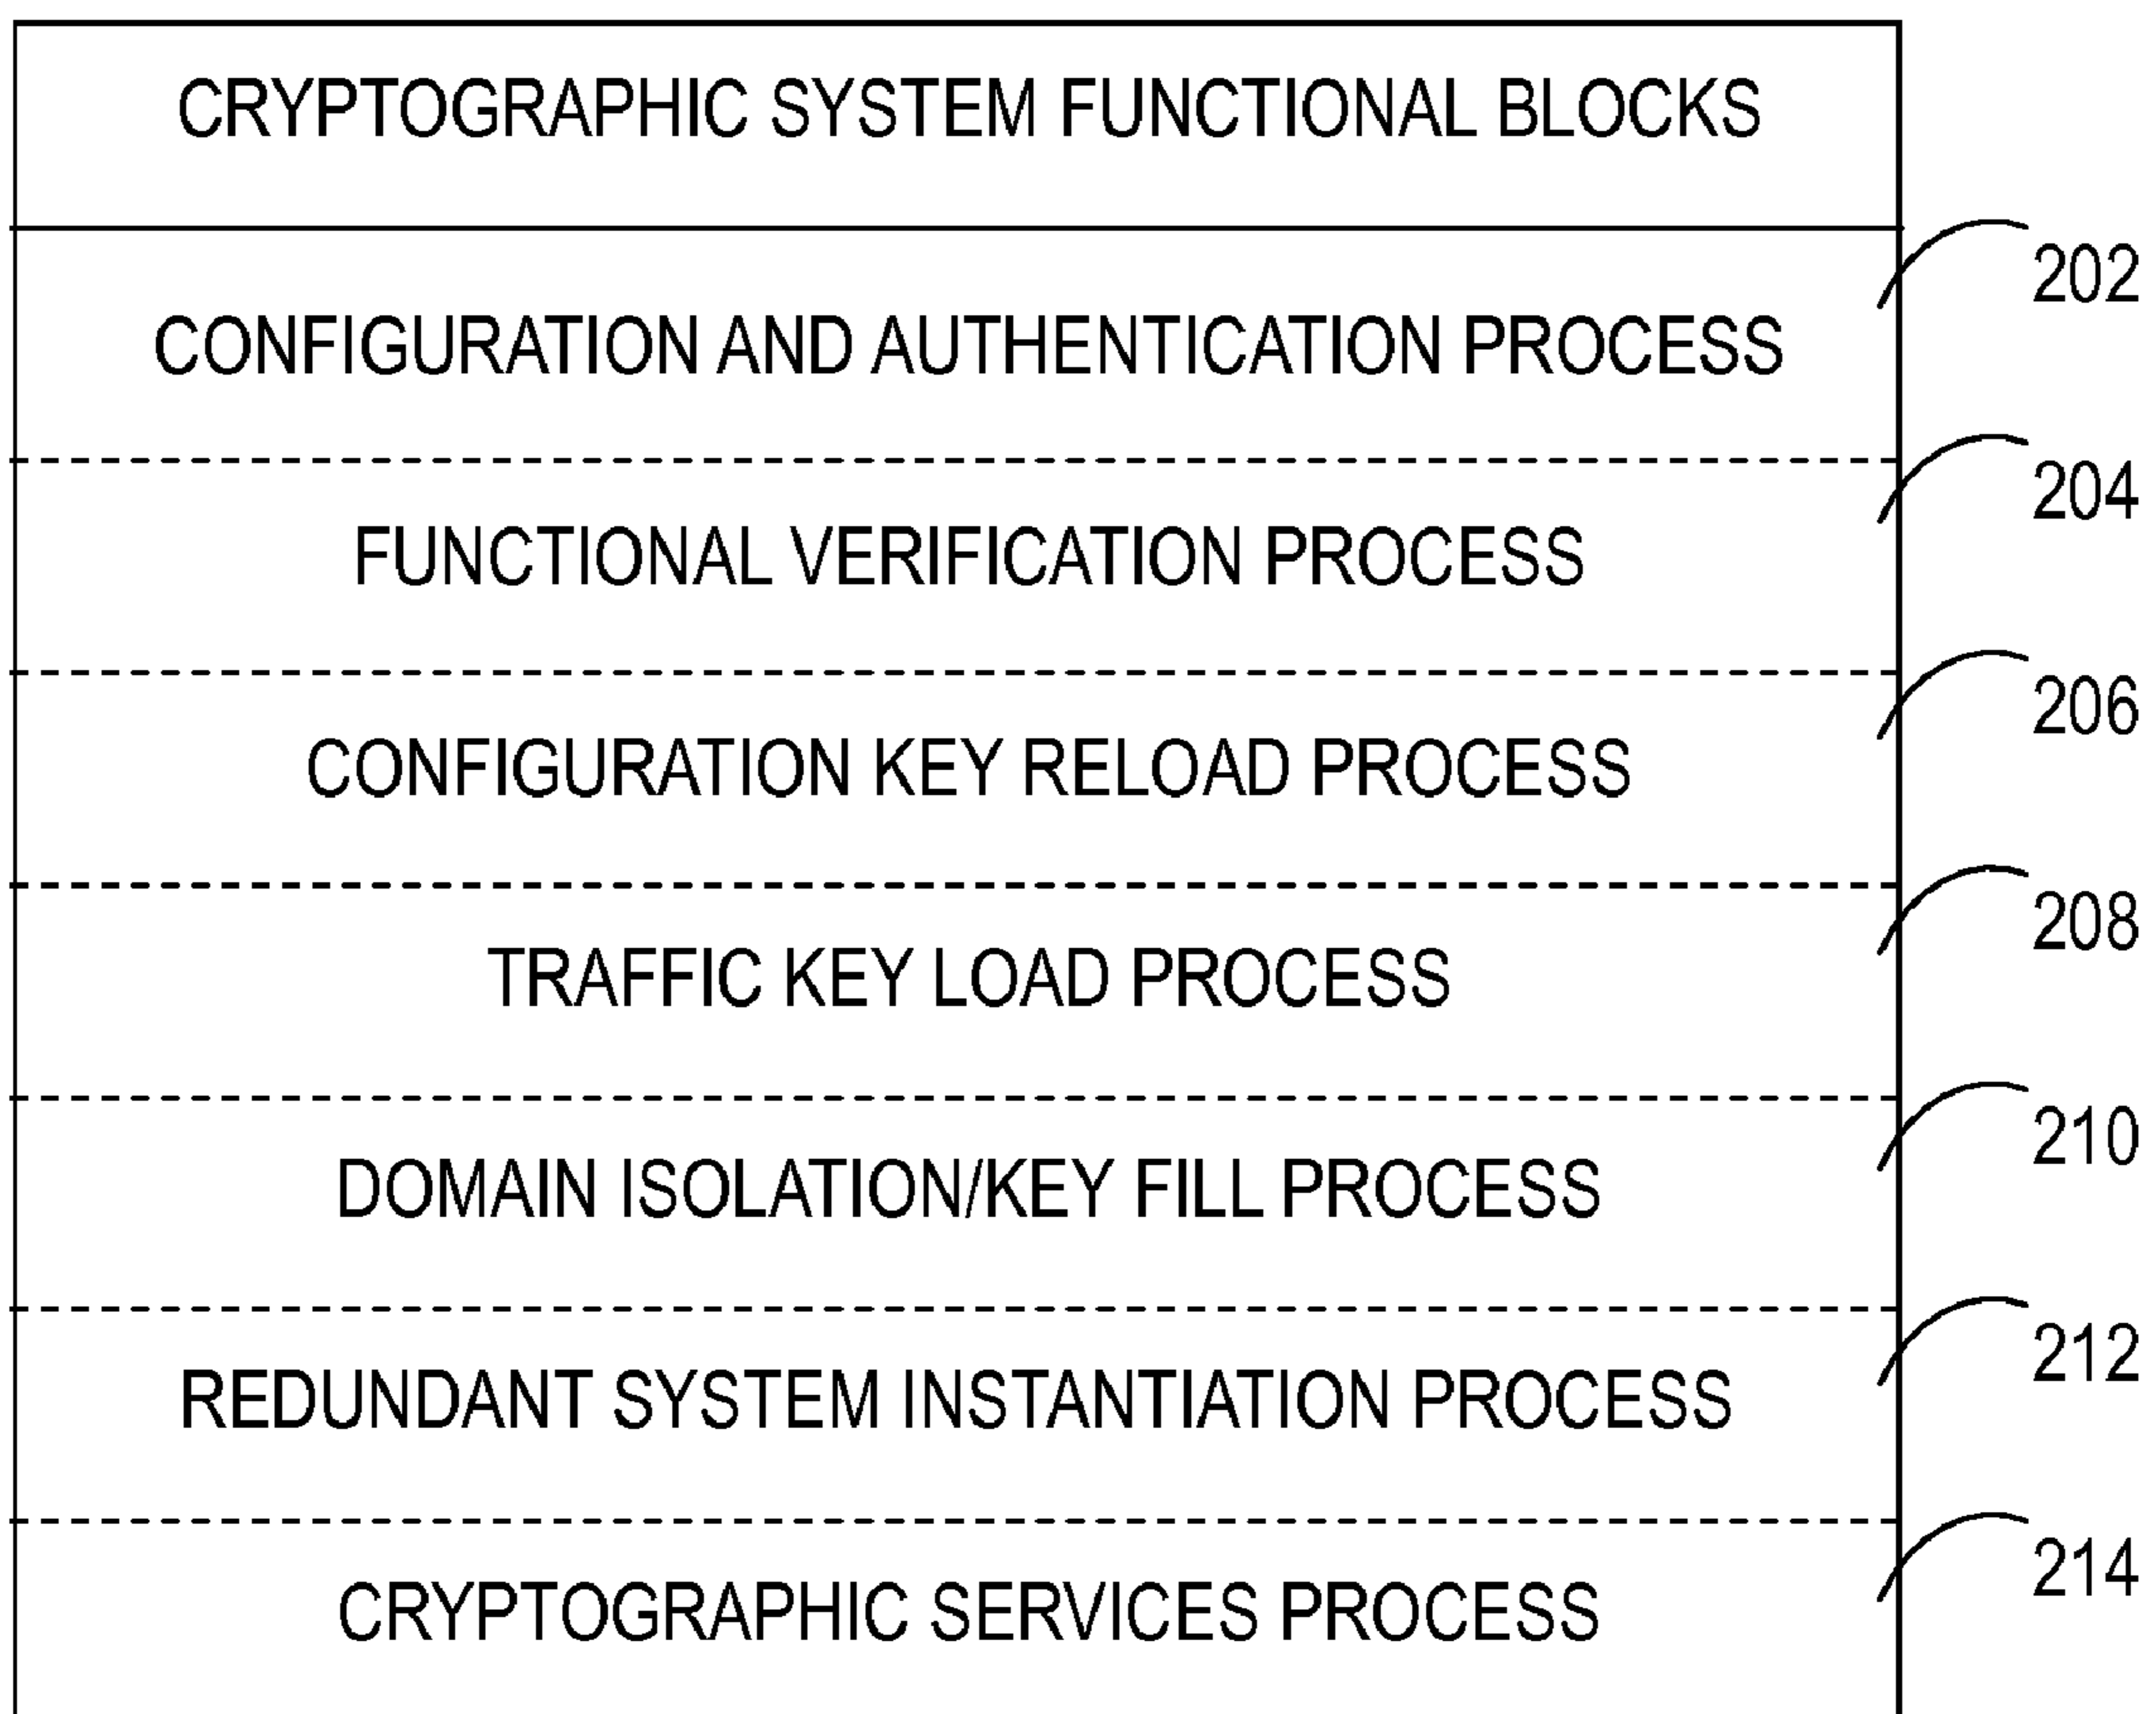 CRYPTOGRAPHIC SYSTEM FUNCTIONAL BLOCKS
202
CONFIGURATION AND AUTHENTICATION PROCESS
204
FUNCTIONAL VERIFICATION PROCESS
206
CONFIGURATION KEY RELOAD PROCESS
208
TRAFFIC KEY LOAD PROCESS
210
DOMAIN ISOLATION/KEY FILL PROCESS
212
REDUNDANT SYSTEM INSTANTIATION PROCESS
214
CRYPTOGRAPHIC SERVICES PROCESS